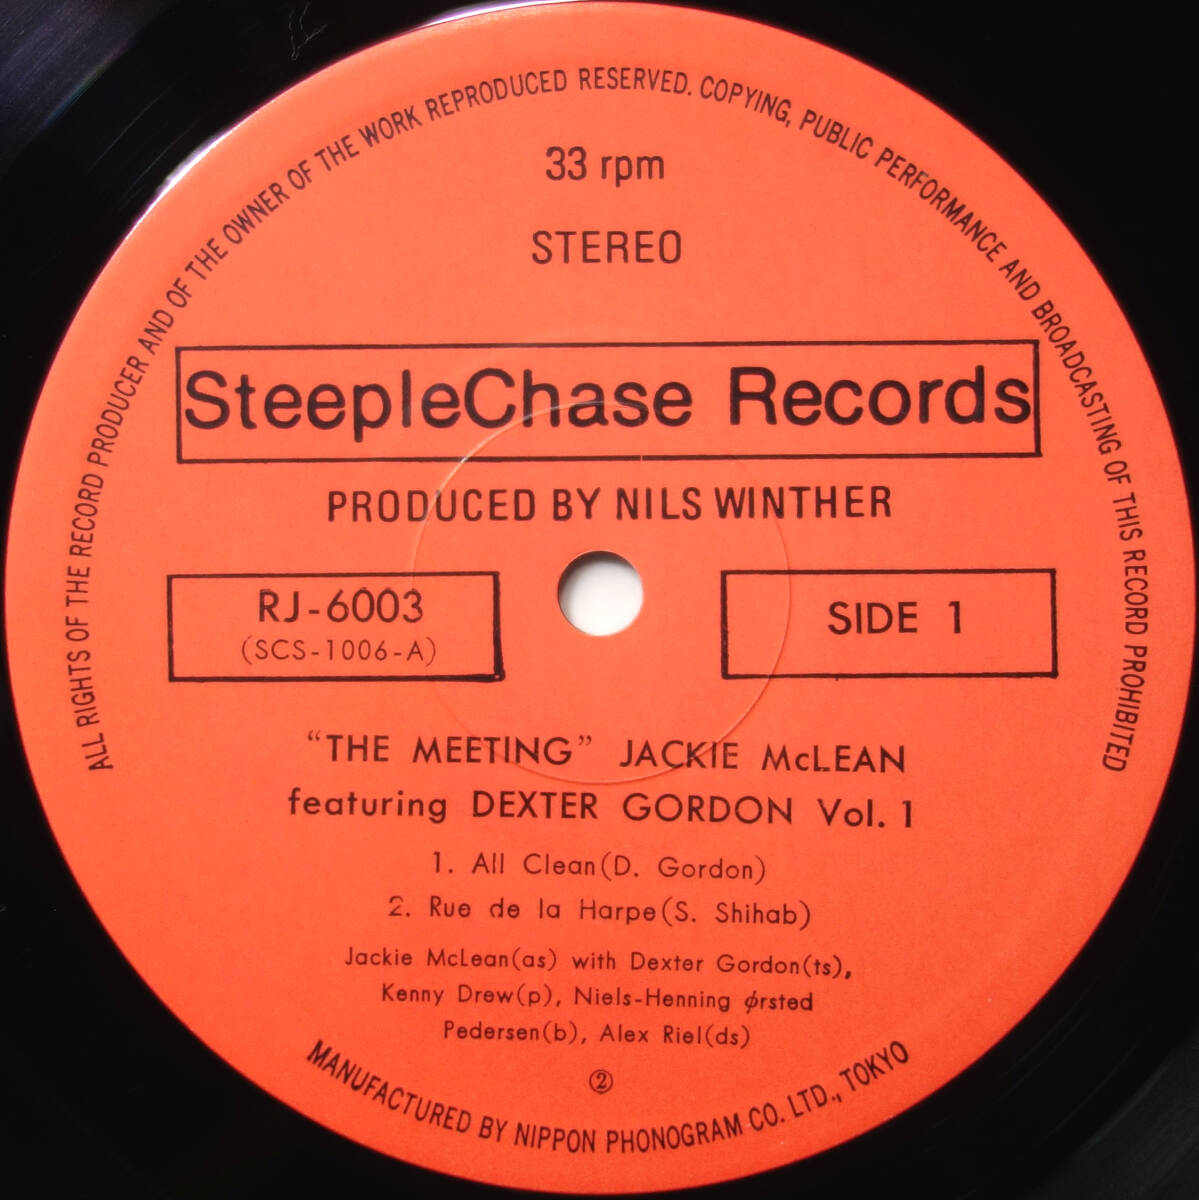 ALL RIGHTS OF THE RECORD PRODUCER AND OF THE OWNER OF THE WORK REPRODUCED RESERVED. COPYING, PUBLIC PERFORMANCE AND BROADCASTING OF THIS RECORD PROHIBITED
33 rpm
STEREO
SteepleChase Records
PRODUCED BY NILS WINTHER
RJ-6003
(SCS-1006-A)
SIDE 1
“THE MEETING” JACKIE McLEAN
featuring DEXTER GORDON Vol. 1
1. All Clean(D. Gordon)
2. Rue de la Harpe(S. Shihab)
Jackie McLean(as) with Dexter Gordon(ts),
Kenny Drew(p), Niels-Henning ørsted
Pedersen(b), Alex Riel(ds)
②
MANUFACTURED BY NIPPON PHONOGRAM CO. LTD., TOKYO